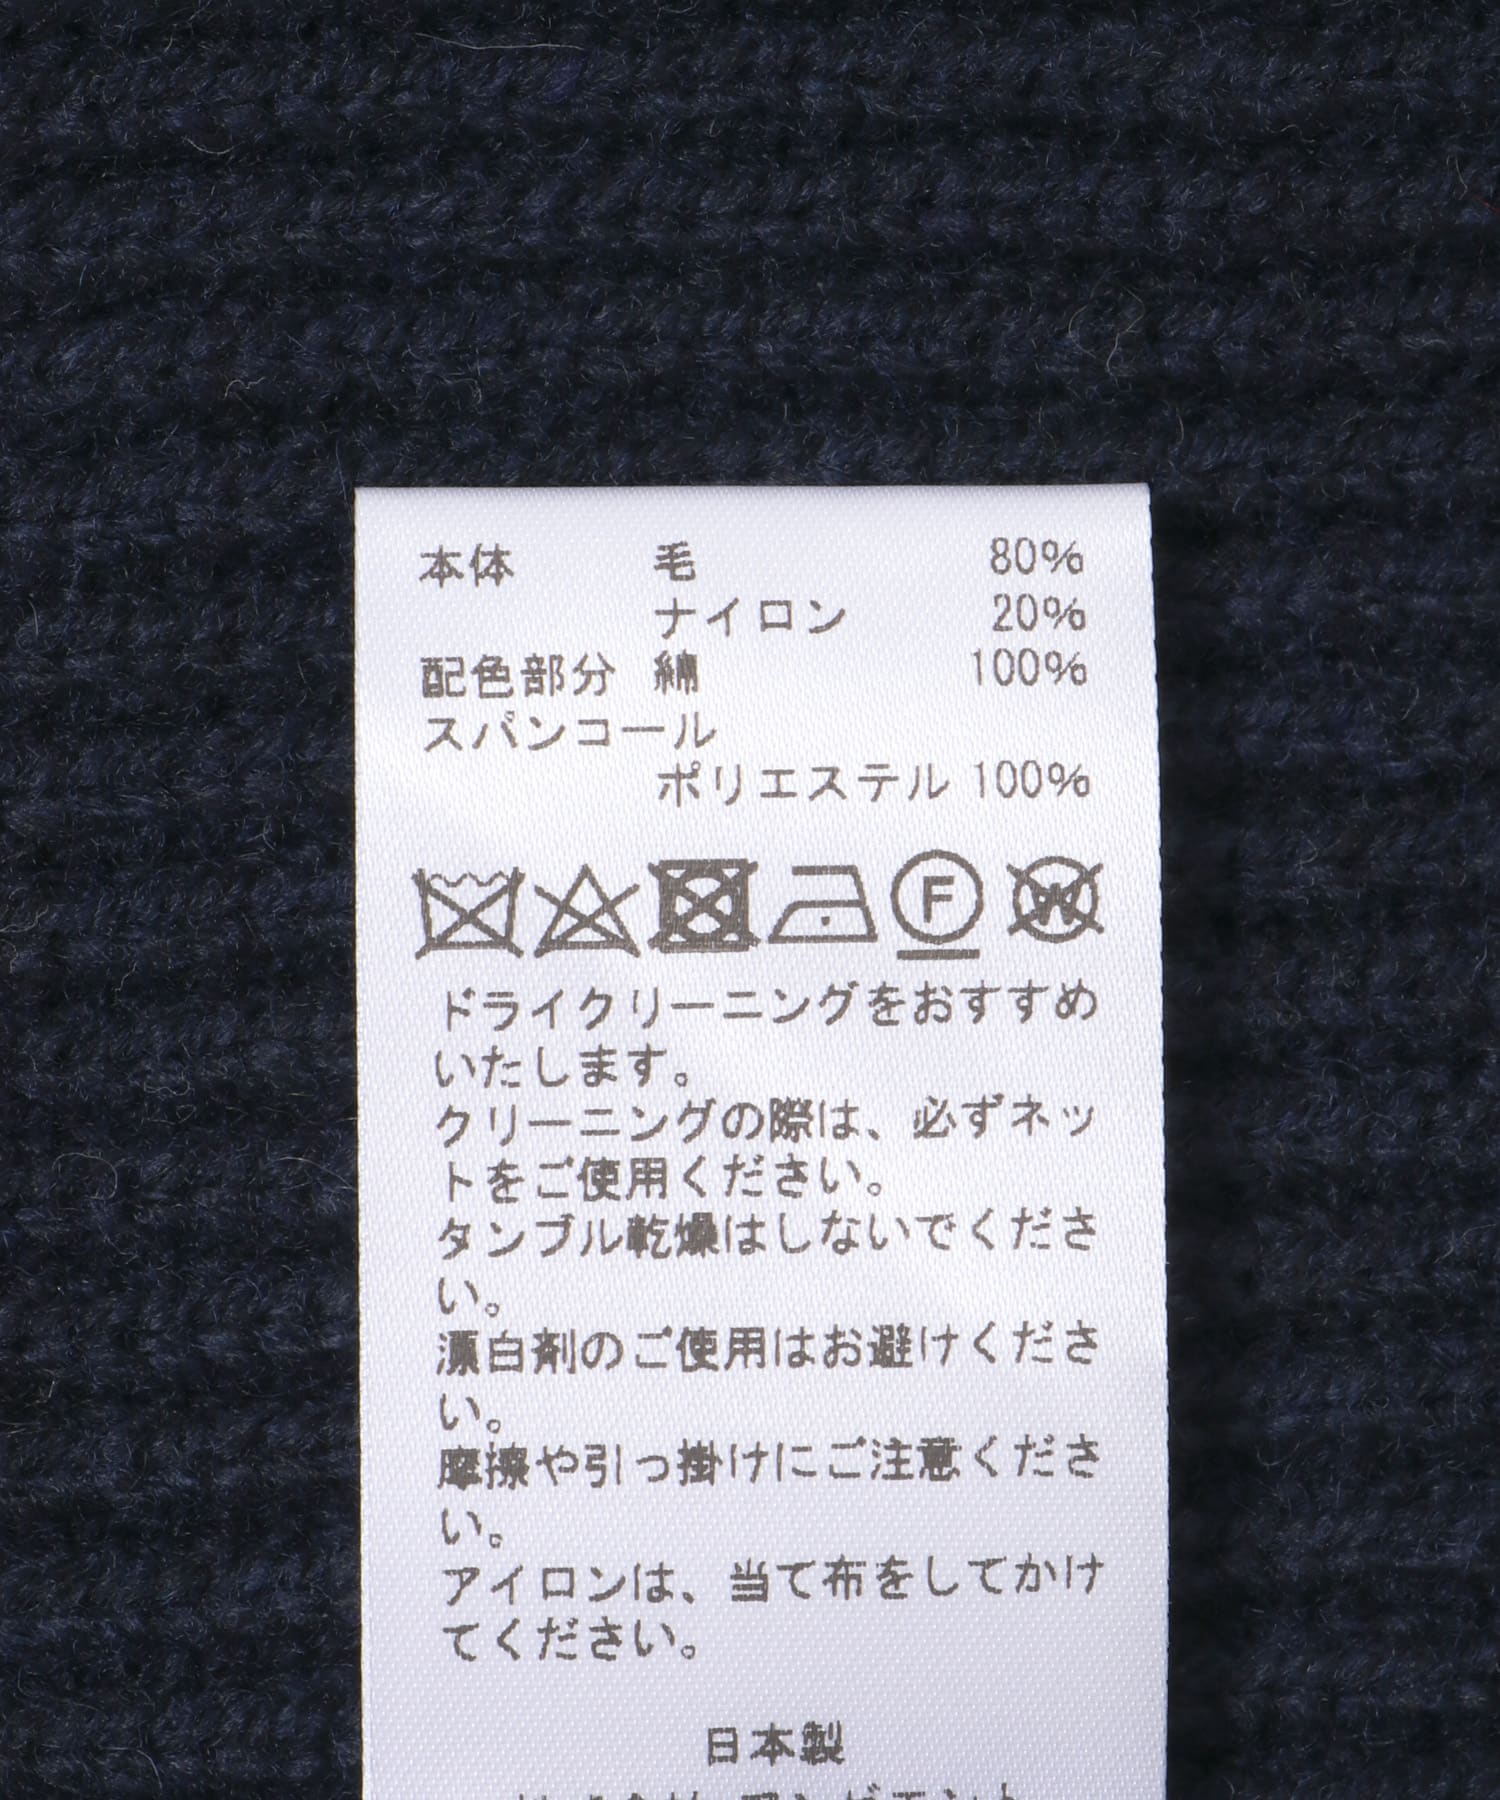 本体 毛 80%
ナイロン 20%
配色部分 綿 100%
スパンコール
ポリエステル 100%
F
W
ドライクリーニングをおすすめ
いたします。
クリーニングの際は、必ずネッ
トをご使用ください。
タンブル乾燥はしないでくださ
い。
漂白剤のご使用はお避けくださ
い。
摩擦や引っ掛けにご注意くださ
い。
アイロンは、当て布をしてかけ
てください。
日本製